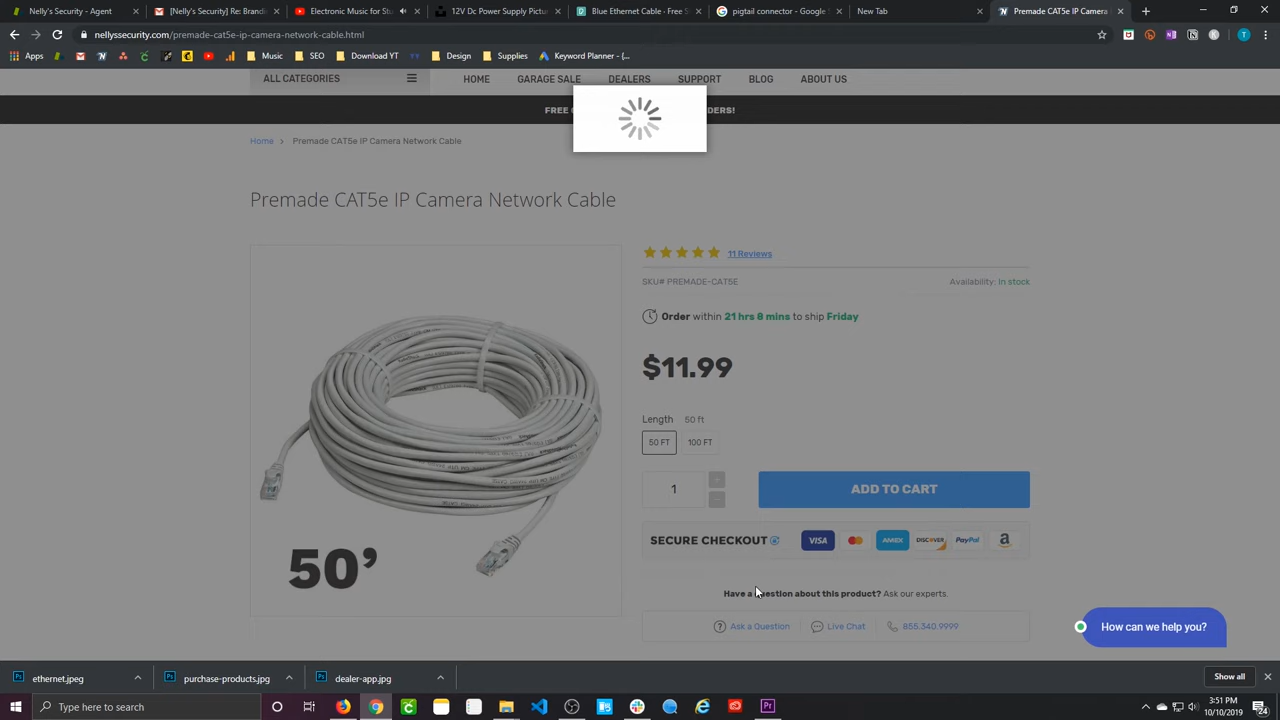 Nelly's Security - Agent
[Nelly's Security] Re: Brandi
Electronic Music for Stu
12V Dc Power Supply Pictur
Blue Ethernet Cable - Free S
pigtail connector - Google S
New Tab
Premade CAT5e IP Camera
nellyssecurity.com/premade-cat5e-ip-camera-network-cable.html
Apps
Music
SEO
Download YT
Design
Supplies
Keyword Planner - [...
ALL CATEGORIES
HOME
GARAGE SALE
DEALERS
SUPPORT
BLOG
ABOUT US
FREE
DERS!
Home > Premade CAT5e IP Camera Network Cable
Premade CAT5e IP Camera Network Cable
11 Reviews
SKU# PREMADE-CAT5E
Availability: In stock
Order within 21 hrs 8 mins to ship Friday
$11.99
Length 50 ft
50 FT
100 FT
1
ADD TO CART
50'
SECURE CHECKOUT
VISA
AMEX
DISCOVER
PayPal
a
Have a question about this product? Ask our experts.
Ask a Question
Live Chat
855.340.9999
How can we help you?
ethernet.jpeg
purchase-products.jpg
dealer-app.jpg
Show all
Type here to search
3:51 PM
10/10/2019